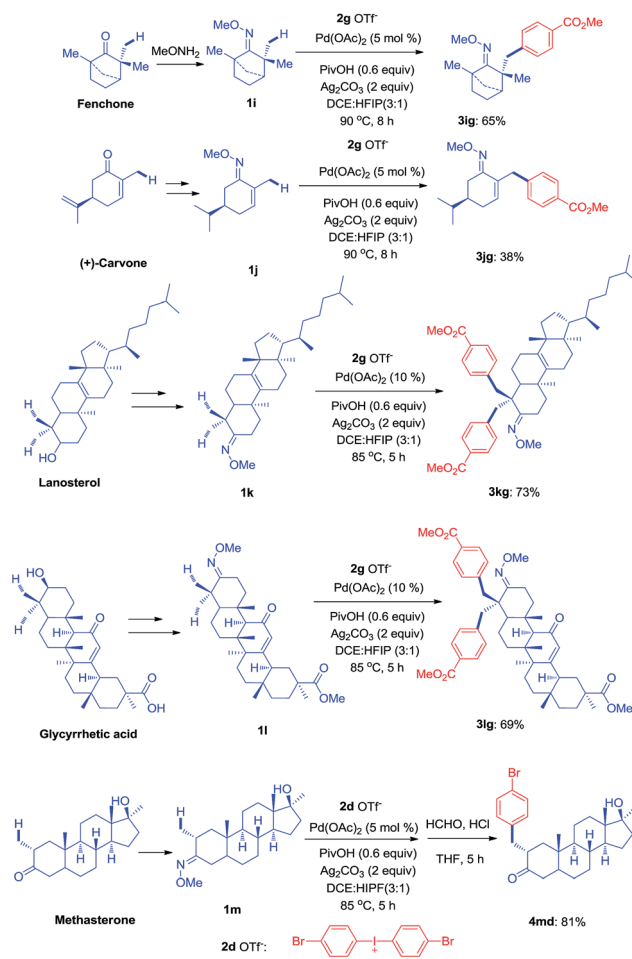 O
H
Me
Me
Me
MeONH₂
Fenchone
MeO
N
H
Me
Me
Me
1i
2g OTf⁻
Pd(OAc)₂ (5 mol %)
PivOH (0.6 equiv)
Ag₂CO₃ (2 equiv)
DCE:HFIP(3:1)
90 °C, 8 h
MeO
N
Me
Me
CO₂Me
3ig: 65%
O
Me
H
(+)-Carvone
MeO
N
Me
H
1j
2g OTf⁻
Pd(OAc)₂ (5 mol %)
PivOH (0.6 equiv)
Ag₂CO₃ (2 equiv)
DCE:HFIP (3:1)
90 °C, 8 h
MeO
N
CO₂Me
3jg: 38%
H
H
HO
Lanosterol
H
H
N
OMe
1k
2g OTf⁻
Pd(OAc)₂ (10 %)
PivOH (0.6 equiv)
Ag₂CO₃ (2 equiv)
DCE:HFIP (3:1)
85 °C, 5 h
MeO₂C
MeO₂C
N
OMe
3kg: 73%
HO
H
H
H
O
H
O
OH
Glycyrrhetic acid
OMe
N
H
H
H
O
H
O
OMe
1l
2g OTf⁻
Pd(OAc)₂ (10 %)
PivOH (0.6 equiv)
Ag₂CO₃ (2 equiv)
DCE:HFIP (3:1)
85 °C, 5 h
MeO₂C
MeO₂C
OMe
N
H
O
H
O
OMe
3lg: 69%
H
O
OH
H
H
H
Methasterone
H
N
OMe
OH
H
H
H
1m
2d OTf⁻
Pd(OAc)₂ (5 mol %)
PivOH (0.6 equiv)
Ag₂CO₃ (2 equiv)
DCE:HIPF(3:1)
85 °C, 5 h
HCHO, HCl
THF, 5 h
Br
O
HO
H
H
H
4md: 81%
2d OTf⁻:
Br
I
+
Br